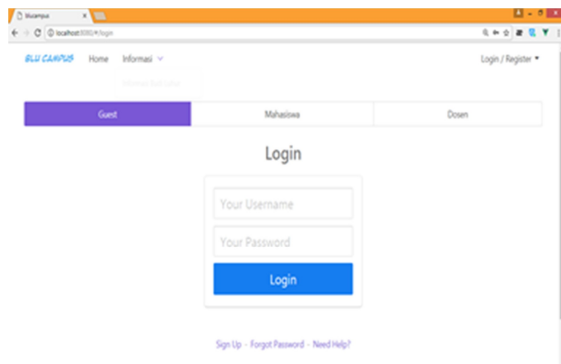 blucampus
localhost:8080/#/login
BLU CAMPUS Home Informasi Login / Register
Guest Mahasiswa Dosen
Login
Your Username
Your Password
Login
Sign Up - Forgot Password - Need Help?